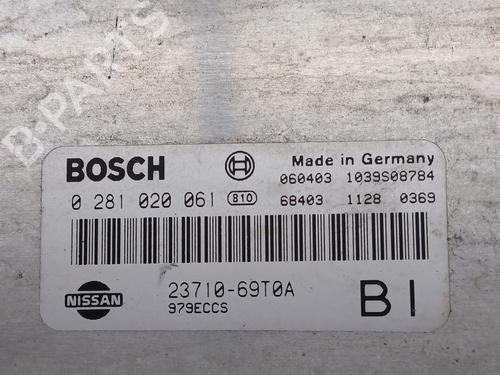 B-PARTS
BOSCH
Made in Germany
060403 1039S08784
0 281 020 061 810
68403 1128 0369
NISSAN
23710-69T0A
979ECCS
BI